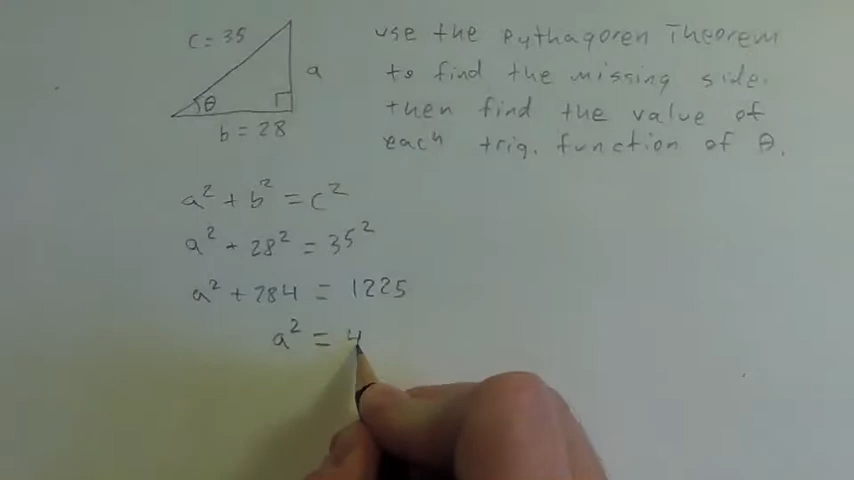 c = 35
a
θ
b = 28
use the Pythagoren Theorem
to find the missing side.
then find the value of
each trig. function of θ.
a² + b² = c²
a² + 28² = 35²
a² + 784 = 1225
a² = 4